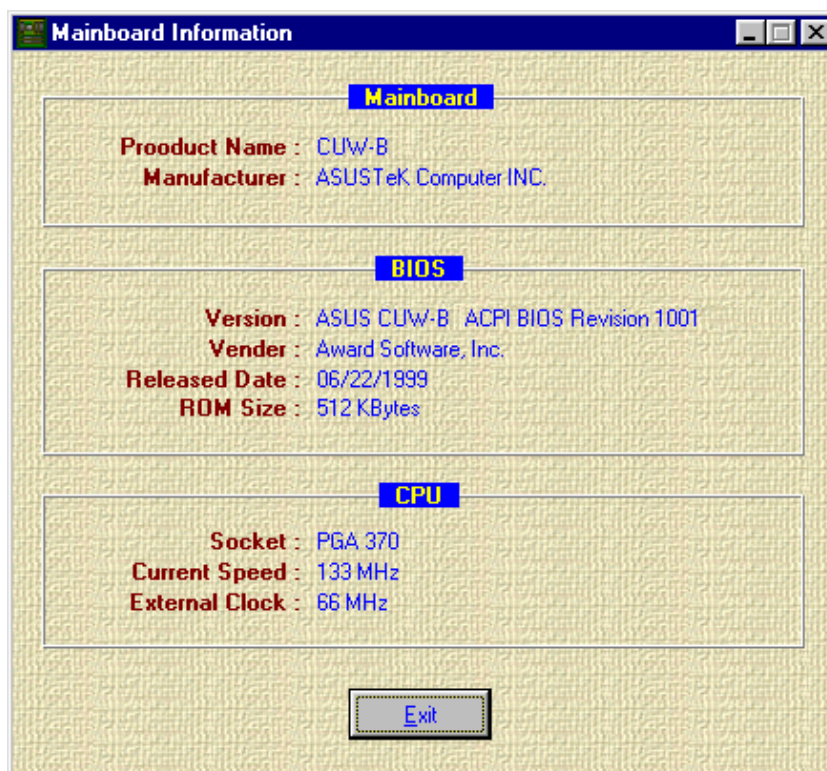 Mainboard Information
Mainboard
Prooduct Name : CUW-B
Manufacturer : ASUSTeK Computer INC.
BIOS
Version : ASUS CUW-B ACPI BIOS Revision 1001
Vender : Award Software, Inc.
Released Date : 06/22/1999
ROM Size : 512 KBytes
CPU
Socket : PGA 370
Current Speed : 133 MHz
External Clock : 66 MHz
Exit